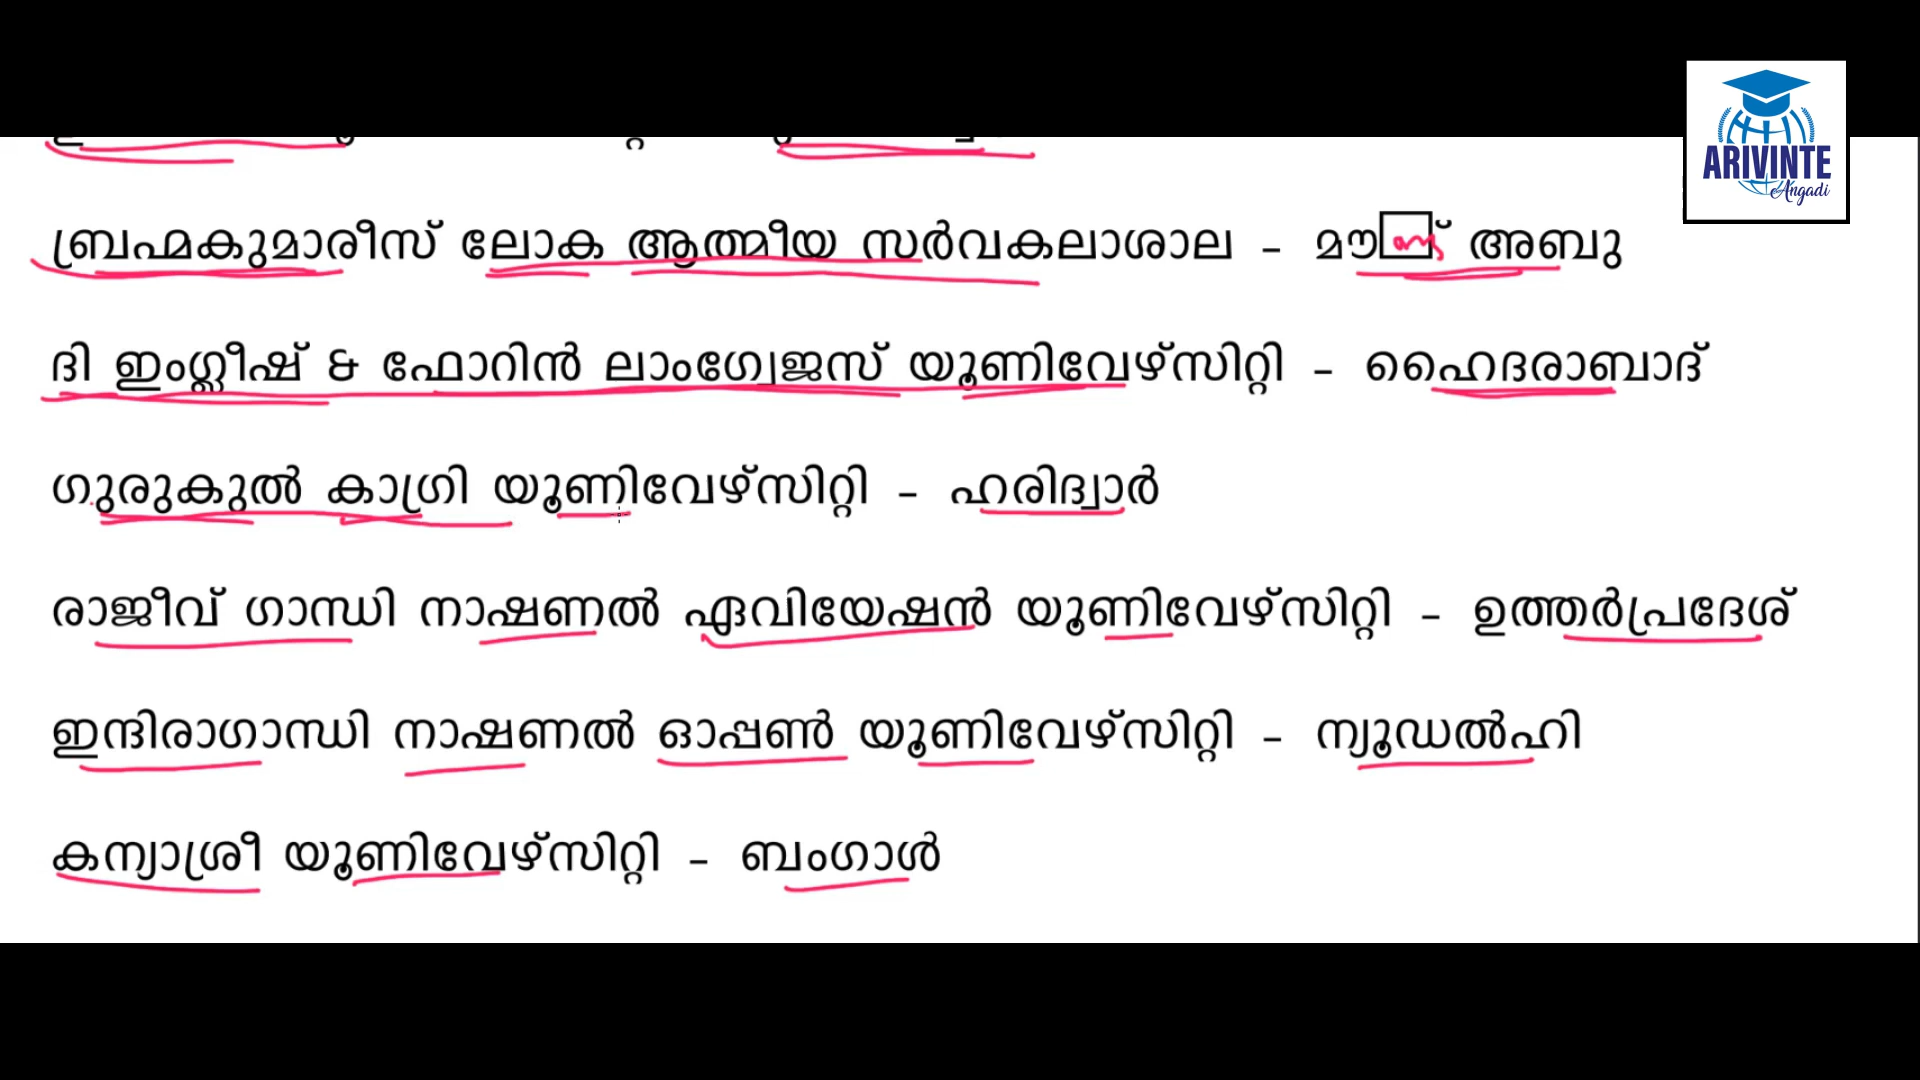 ബ്രഹ്മകുമാരീസ് ലോക ആത്മീയ സർവകലാശാല - മൗണ്ട് അബു
ദി ഇംഗ്ലീഷ് & ഫോറിൻ ലാംഗ്വേജസ് യൂണിവേഴ്സിറ്റി - ഹൈദരാബാദ്
ഗുരുകുൽ കാഗ്രി യൂണിവേഴ്സിറ്റി - ഹരിദ്വാർ
രാജീവ് ഗാന്ധി നാഷണൽ ഏവിയേഷൻ യൂണിവേഴ്സിറ്റി - ഉത്തർപ്രദേശ്
ഇന്ദിരാഗാന്ധി നാഷണൽ ഓപ്പൺ യൂണിവേഴ്സിറ്റി - ന്യൂഡൽഹി
കന്യാശ്രീ യൂണിവേഴ്സിറ്റി - ബംഗാൾ
ARIVINTE
Angadi